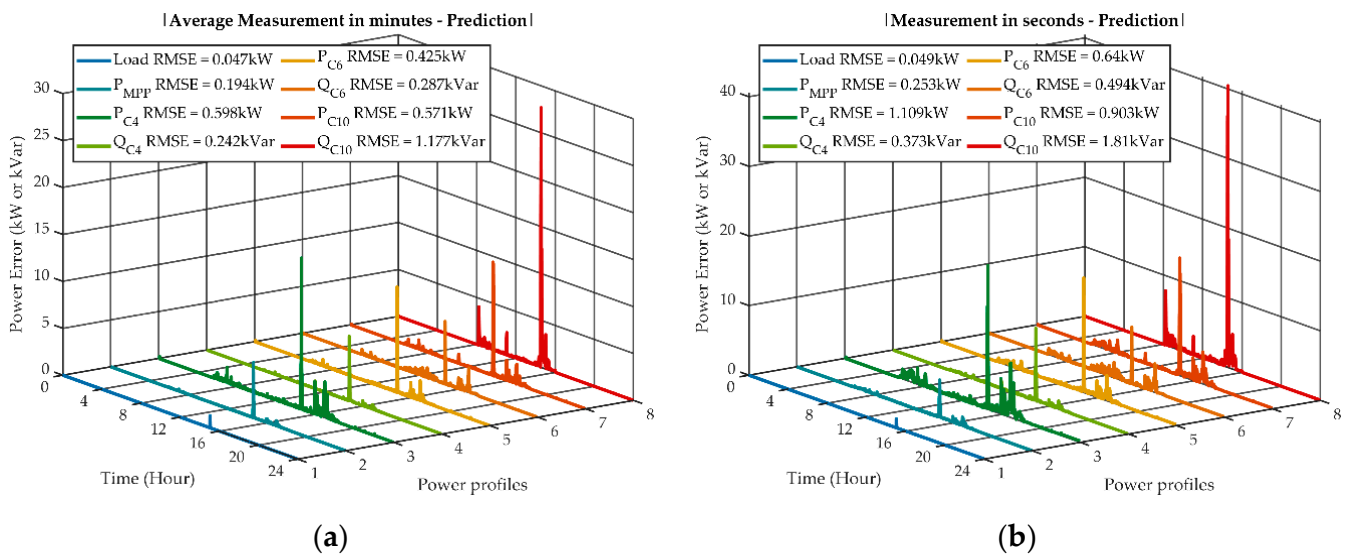 |Average Measurement in minutes - Prediction|
Load RMSE = 0.047kW
P_MPP RMSE = 0.194kW
P_C4 RMSE = 0.598kW
Q_C4 RMSE = 0.242kVar
P_C6 RMSE = 0.425kW
Q_C6 RMSE = 0.287kVar
P_C10 RMSE = 0.571kW
Q_C10 RMSE = 1.177kVar
Power Error (kW or kVar)
30
25
20
15
10
5
0
0
4
8
12
16
20
24
Time (Hour)
1
2
3
4
5
6
7
8
Power profiles
(a)
|Measurement in seconds - Prediction|
Load RMSE = 0.049kW
P_MPP RMSE = 0.253kW
P_C4 RMSE = 1.109kW
Q_C4 RMSE = 0.373kVar
P_C6 RMSE = 0.64kW
Q_C6 RMSE = 0.494kVar
P_C10 RMSE = 0.903kW
Q_C10 RMSE = 1.81kVar
Power Error (kW or kVar)
40
30
20
10
0
0
4
8
12
16
20
24
Time (Hour)
1
2
3
4
5
6
7
8
Power profiles
(b)